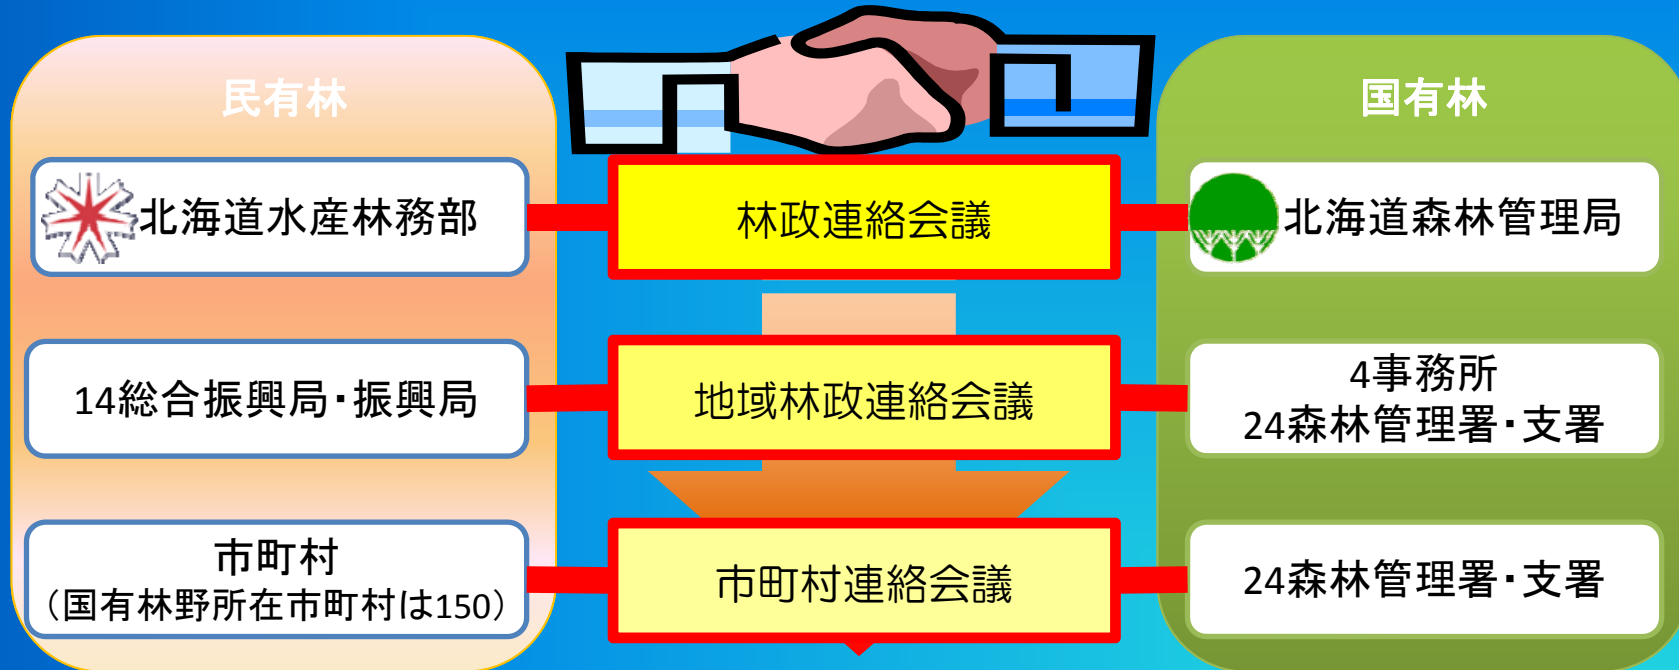 民有林
国有林
北海道水産林務部
林政連絡会議
北海道森林管理局
14総合振興局・振興局
地域林政連絡会議
4事務所
24森林管理署・支署
市町村
（国有林野所在市町村は150）
市町村連絡会議
24森林管理署・支署